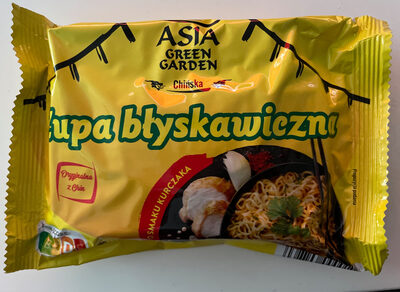 ASIA
GREEN
GARDEN
Chińska
zupa błyskawiczna
Oryginalna
z Chin
O SMAKU KURCZAKA